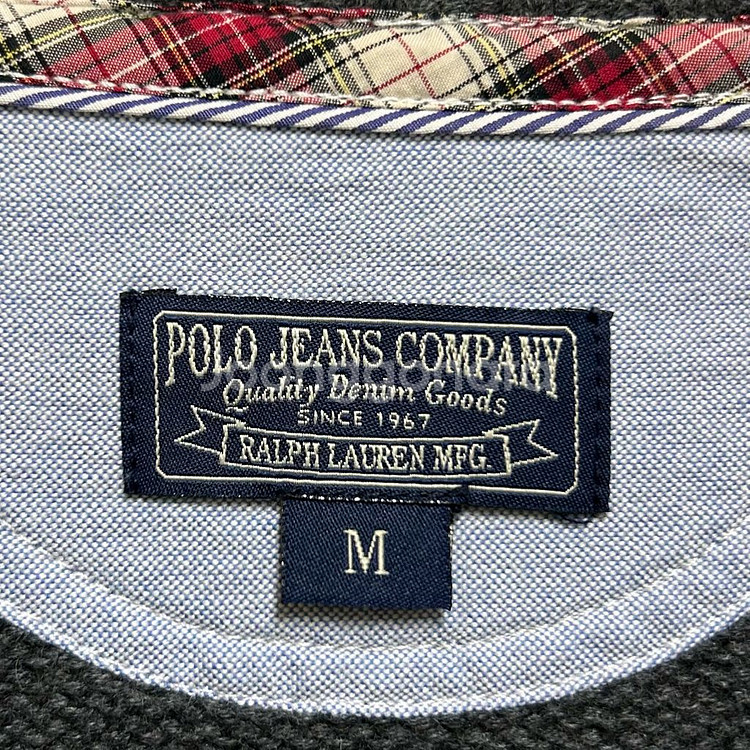 POLO JEANS COMPANY
Quality Denim Goods
SINCE 1967
RALPH LAUREN MFG.
M